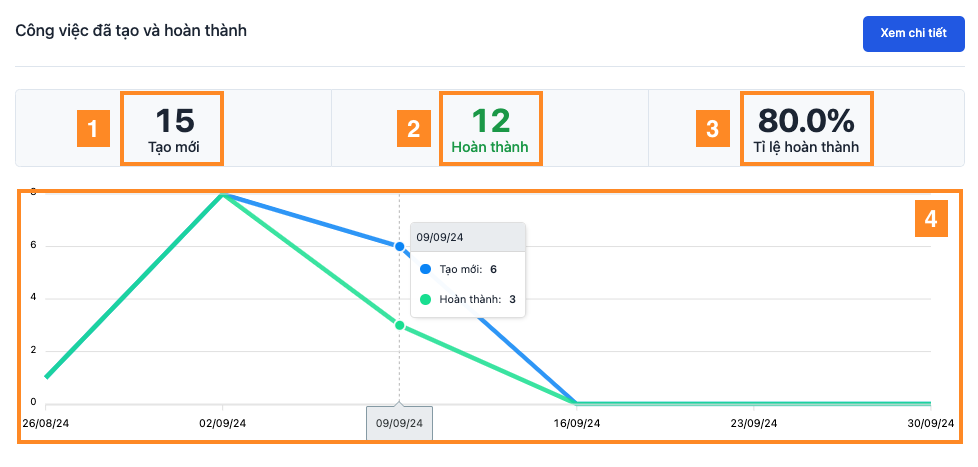 Công việc đã tạo và hoàn thành
Xem chi tiết
1
15
Tạo mới
2
12
Hoàn thành
3
80.0%
Tỉ lệ hoàn thành
4
8
6
4
2
0
09/09/24
Tạo mới: 6
Hoàn thành: 3
26/08/24
02/09/24
09/09/24
16/09/24
23/09/24
30/09/24